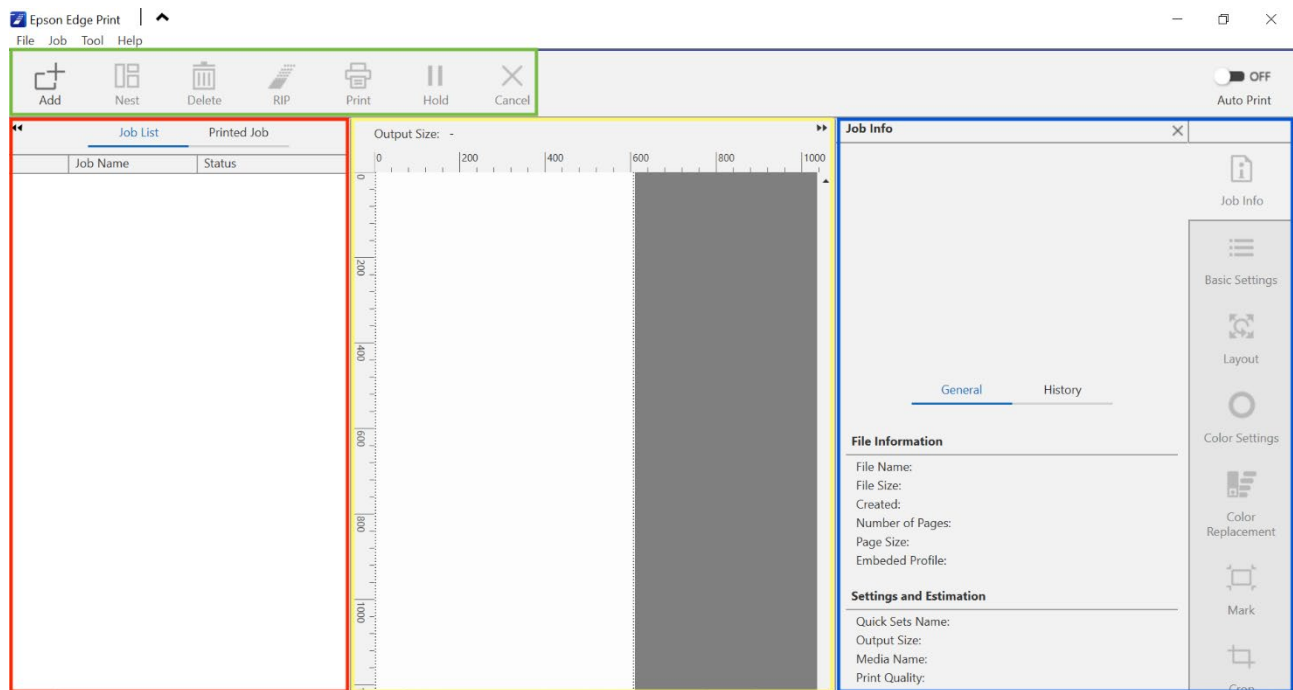 Epson Edge Print
File Job Tool Help
Add Nest Delete RIP Print Hold Cancel
OFF
Auto Print
Job List Printed Job
Job Name Status
Output Size: -
0 200 400 600 800 1000
0
200
400
600
800
1000
Job Info
General History
File Information
File Name:
File Size:
Created:
Number of Pages:
Page Size:
Embeded Profile:
Settings and Estimation
Quick Sets Name:
Output Size:
Media Name:
Print Quality:
Job Info
Basic Settings
Layout
Color Settings
Color
Replacement
Mark
Crop